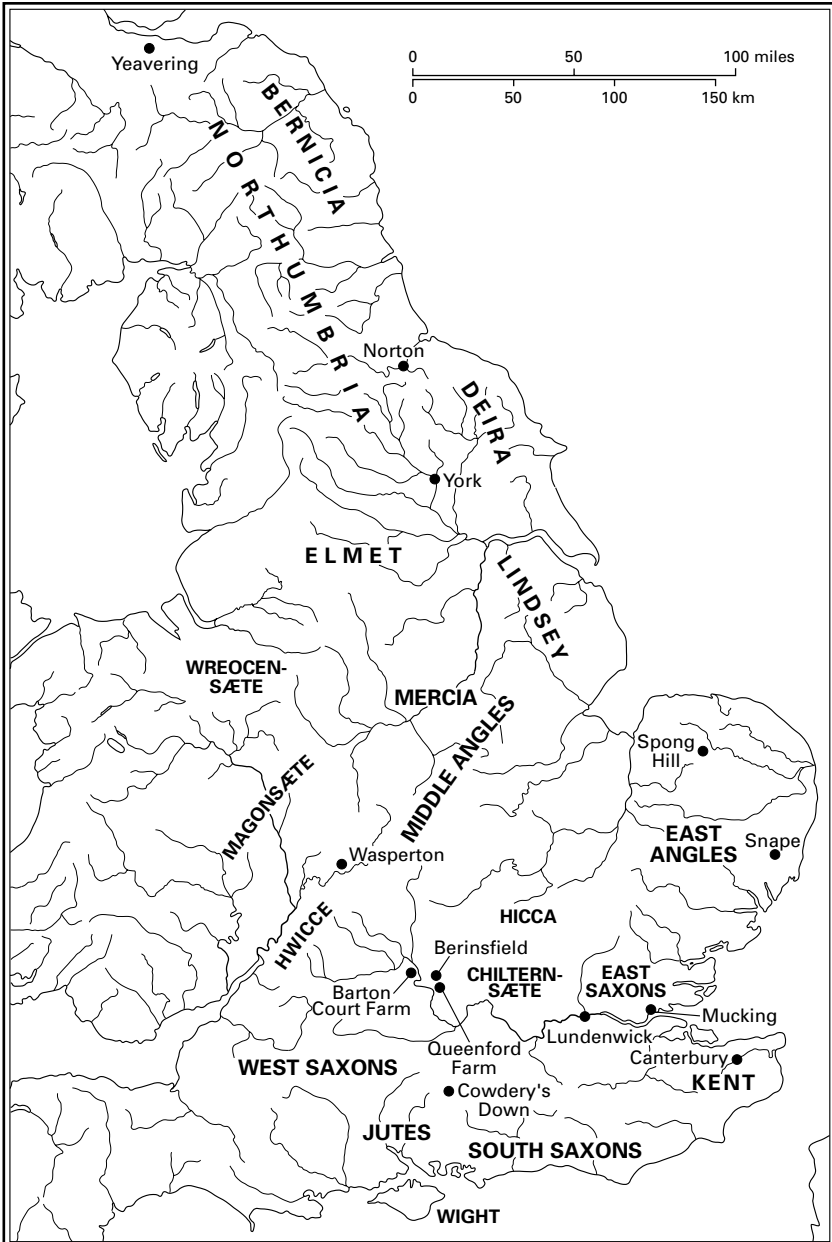 0 50 100 miles
0 50 100 150 km
Yeavering
BERNICIA
NORTHUMBRIA
Norton
DEIRA
York
ELMET
LINDSEY
WREOCEN-
SÆTE
MERCIA
MIDDLE ANGLES
Spong
Hill
MAGONSÆTE
EAST
ANGLES
Snape
Wasperton
HWICCE
HICCA
Berinsfield
Barton
Court Farm
CHILTERN-
SÆTE
EAST
SAXONS
Mucking
Queenford
Farm
Lundenwick
Canterbury
KENT
WEST SAXONS
Cowdery's
Down
JUTES
SOUTH SAXONS
WIGHT